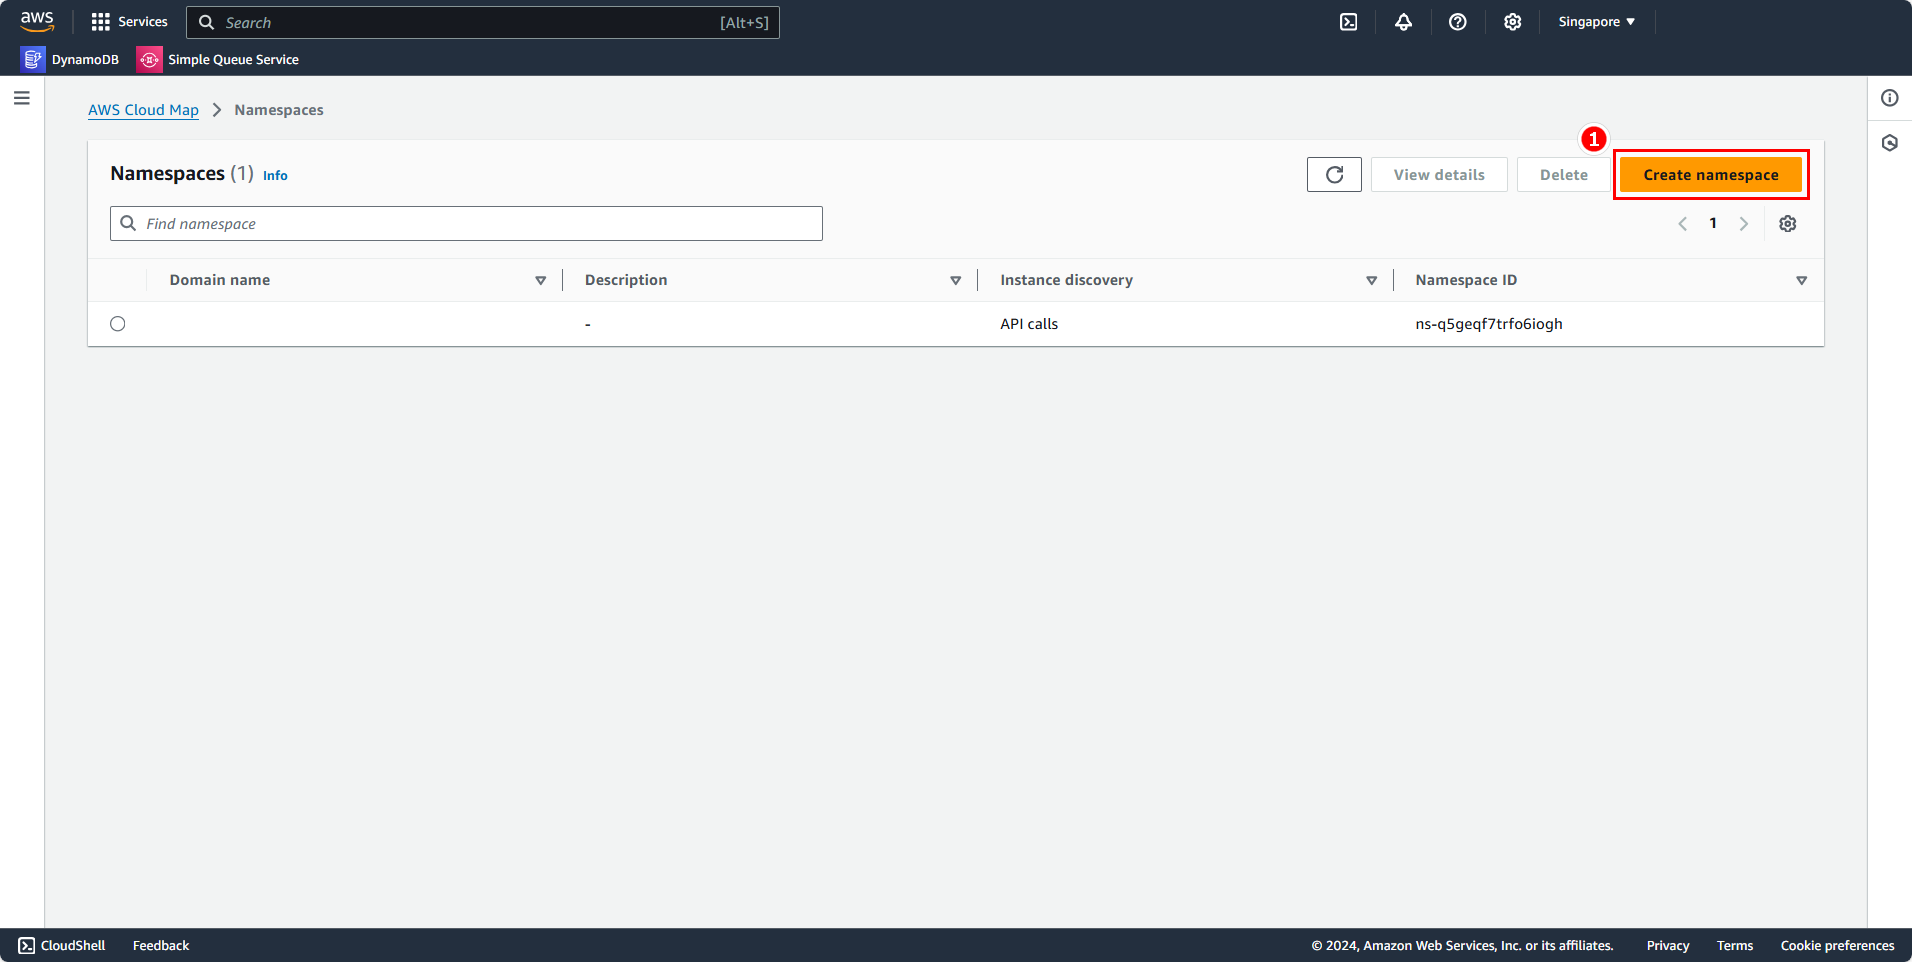 aws Services Search [Alt+S] Singapore ▼
DynamoDB Simple Queue Service
AWS Cloud Map > Namespaces
1
Namespaces (1) Info View details Delete Create namespace
Find namespace 1
Domain name Description Instance discovery Namespace ID
- API calls ns-q5geqf7trfo6iogh
CloudShell Feedback © 2024, Amazon Web Services, Inc. or its affiliates. Privacy Terms Cookie preferences